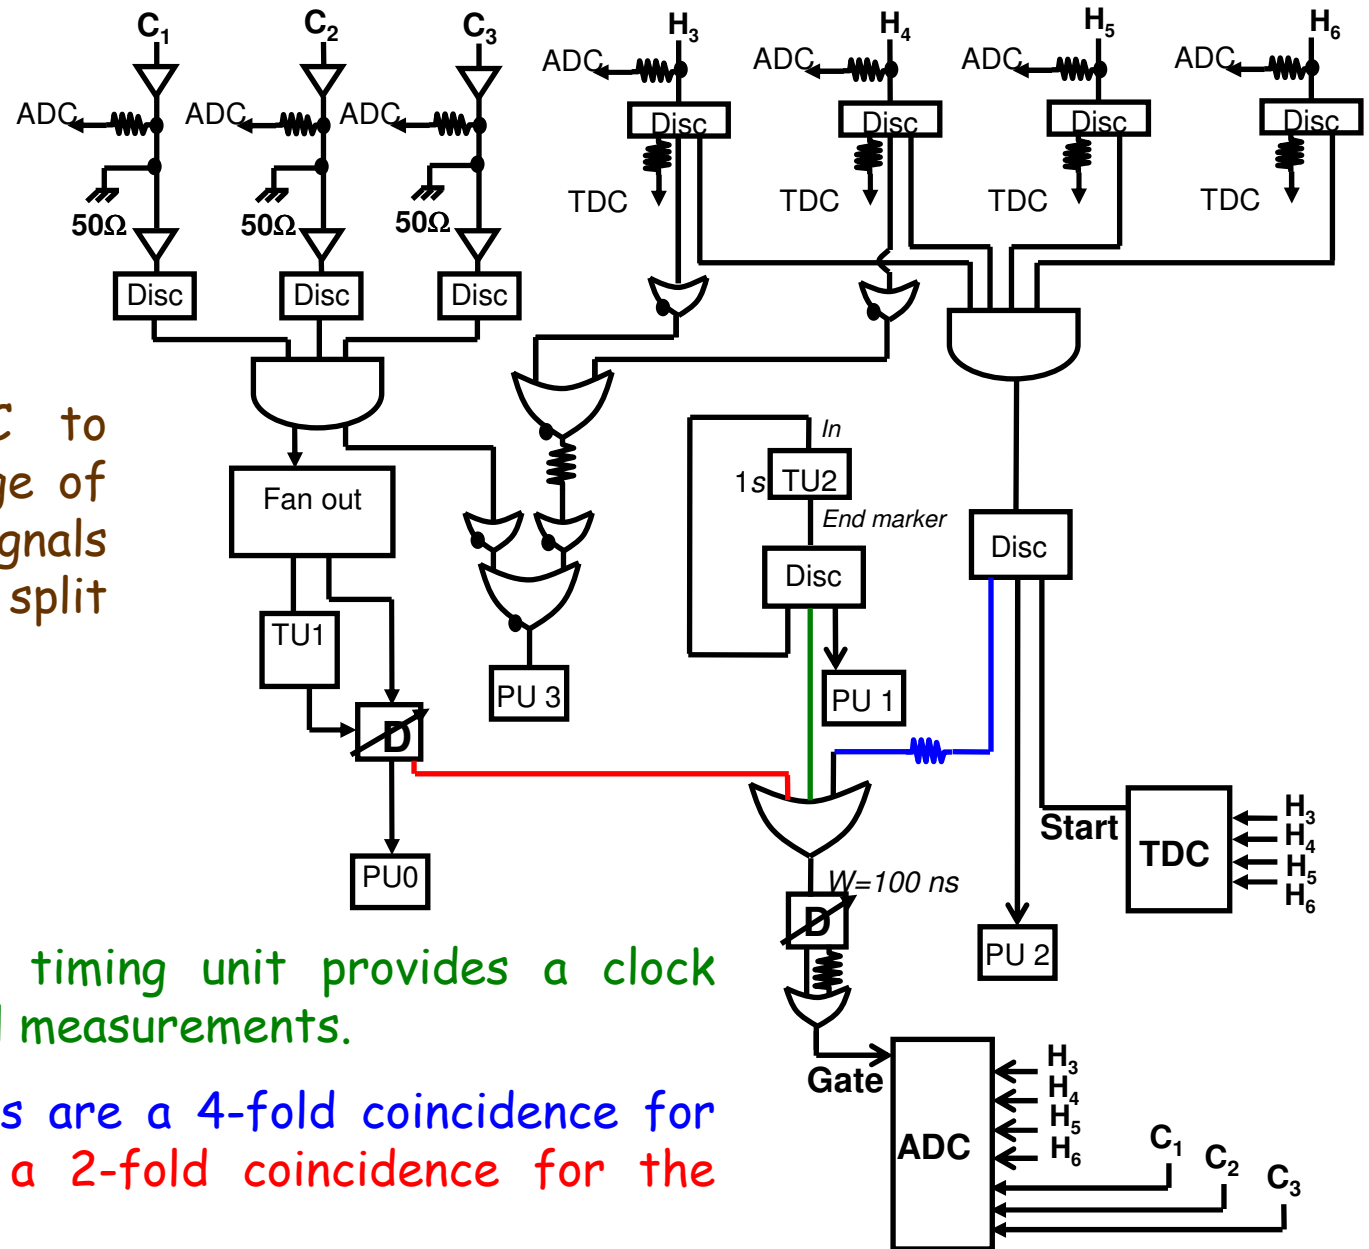 C1 C2 C3 H3 H4 H5 H6
ADC ADC ADC ADC
ADC ADC ADC
Disc Disc Disc Disc
TDC TDC TDC TDC
50Ω 50Ω 50Ω
Disc Disc Disc
C to
ge of
gnals
split
Fan out
In
1s TU2
End marker
Disc
Disc
TU1
PU 3
PU 1
D
PU0
W=100 ns
D
Start
TDC
H3
H4
H5
H6
PU 2
timing unit provides a clock
measurements.
Gate
ADC
H3
H4
H5
H6
C1
C2
C3
s are a 4-fold coincidence for
a 2-fold coincidence for the